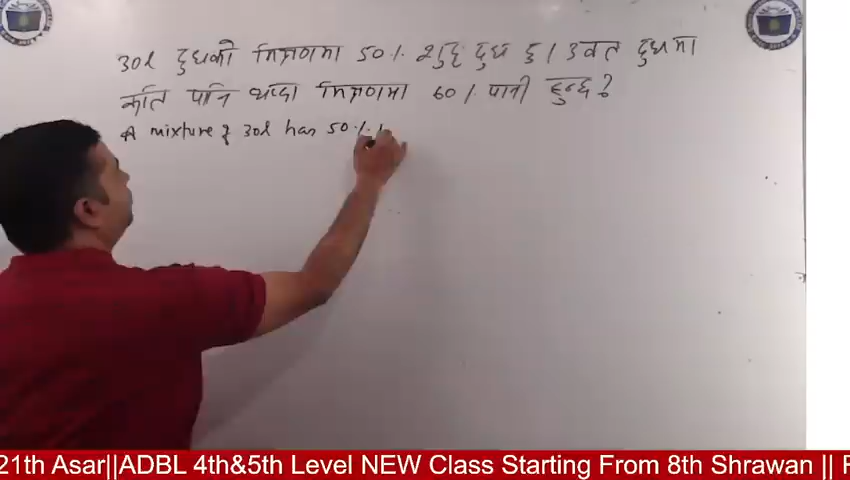 30l दुधको मिश्रणमा 50% शुद्ध दुध छ। उक्त दुधमा
कति पानि थप्दा मिश्रणमा 60% पानी हुन्छ?
A mixture of 30l has 50%
21th Asar||ADBL 4th&5th Level NEW Class Starting From 8th Shrawan ||